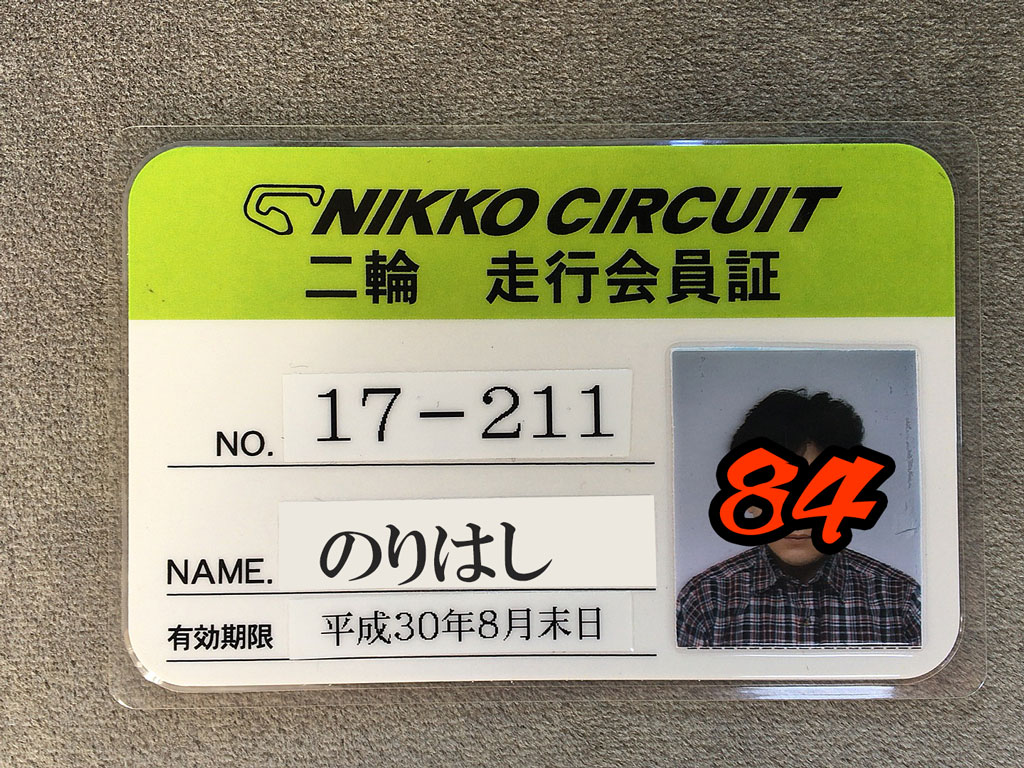 NIKKO CIRCUIT
二輪 走行会員証
NO. 17-211
84
NAME. のりはし
有効期限 平成30年8月末日